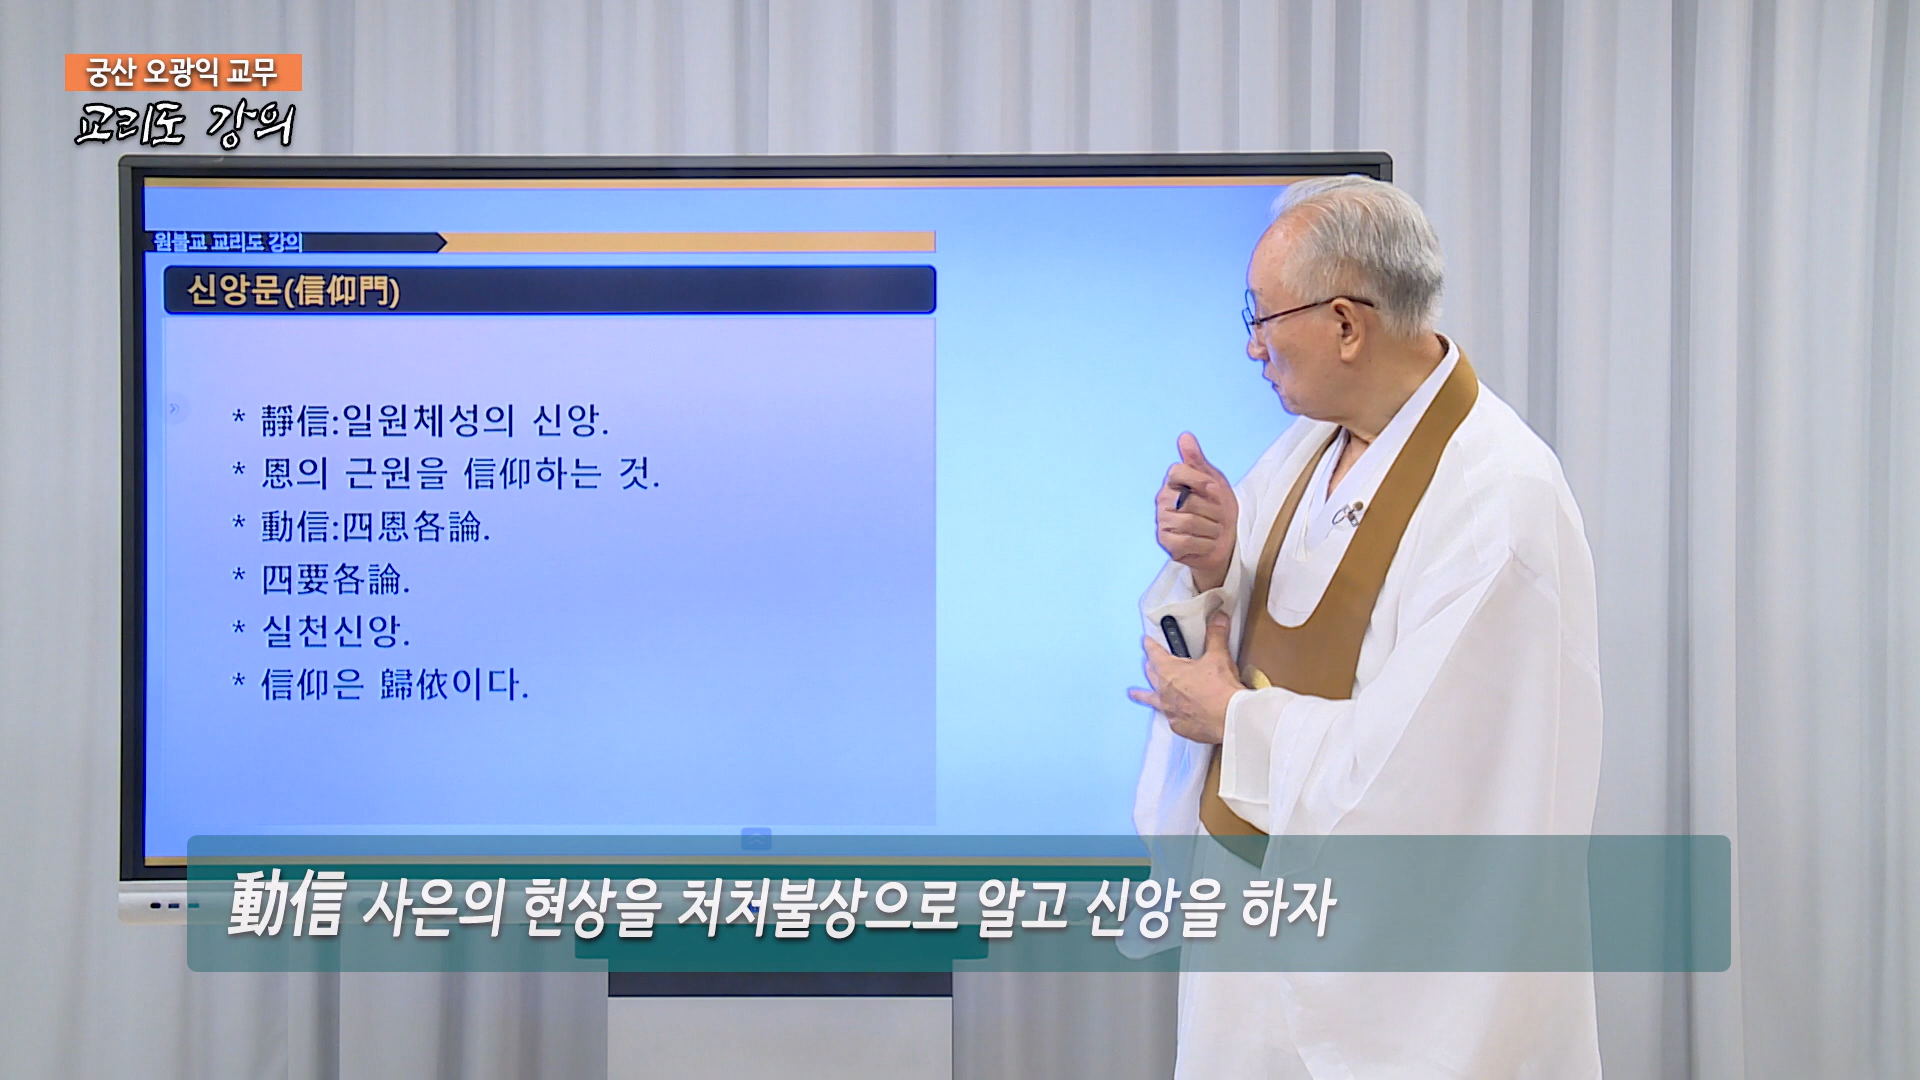 궁산 오광익 교무
교리도 강의
원불교 교리도 강의
신앙문(信仰門)
* 靜信:일원체성의 신앙.
* 恩의 근원을 信仰하는 것.
* 動信:四恩各論.
* 四要各論.
* 실천신앙.
* 信仰은 歸依이다.
動信 사은의 현상을 처처불상으로 알고 신앙을 하자